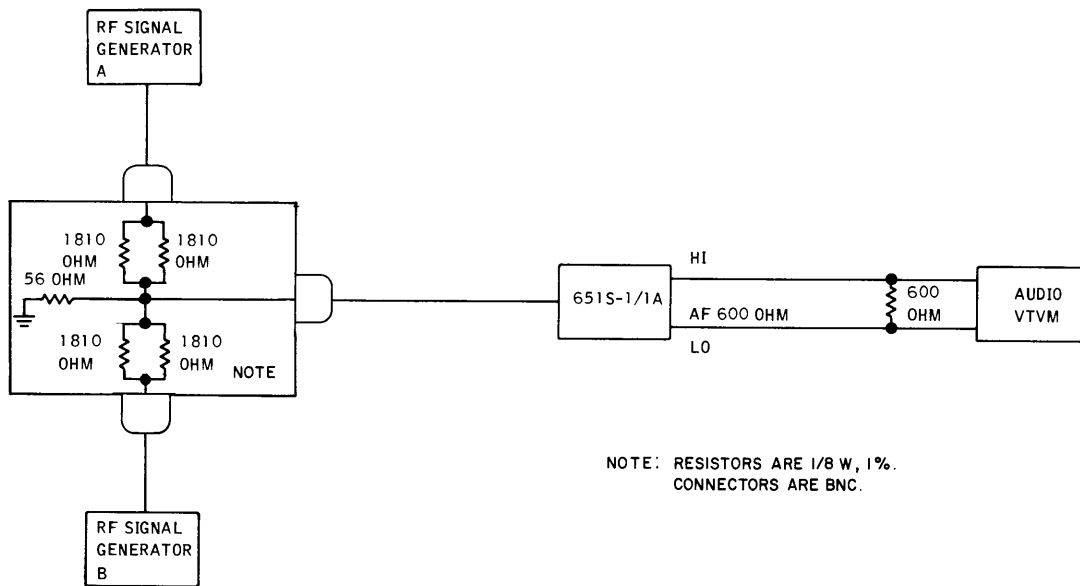 RF SIGNAL
GENERATOR
A
1810
OHM
1810
OHM
56 OHM
1810
OHM
1810
OHM
NOTE
651S-1/1A
HI
AF 600 OHM
LO
600
OHM
AUDIO
VTVM
NOTE: RESISTORS ARE 1/8 W, 1%.
CONNECTORS ARE BNC.
RF SIGNAL
GENERATOR
B